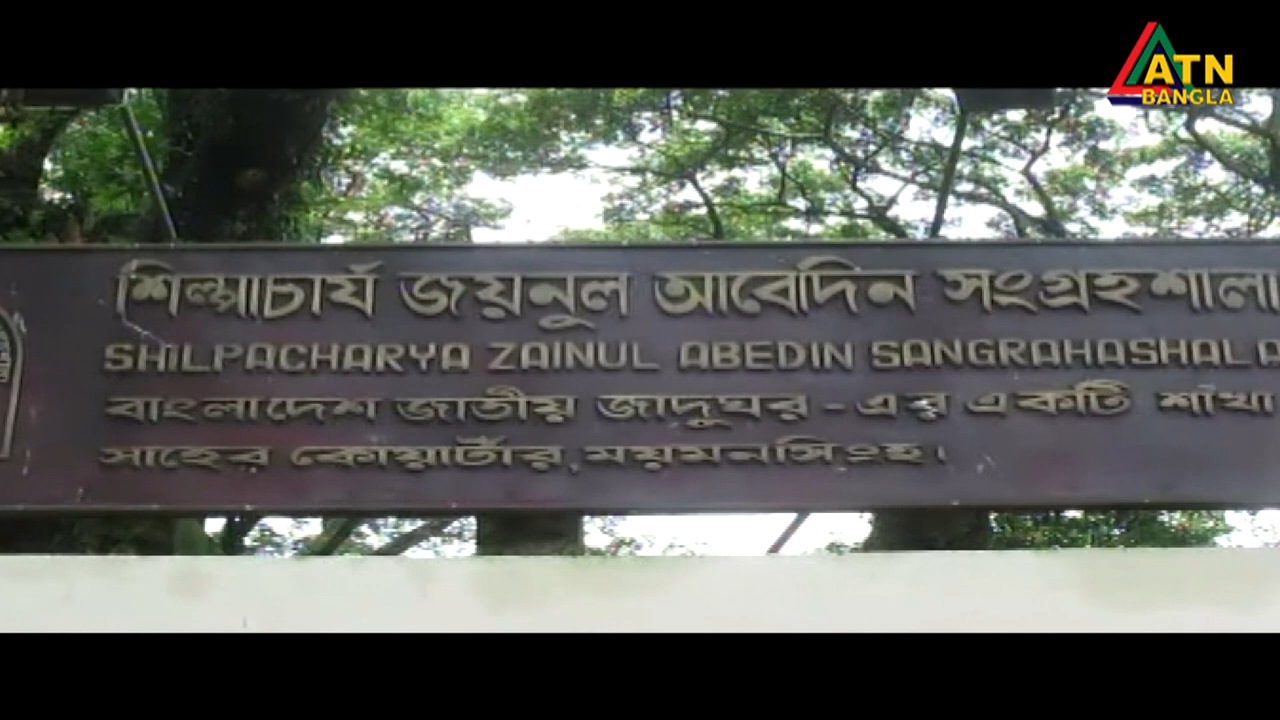 ATN
BANGLA
শিল্পাচার্য জয়নুল আবেদিন সংগ্রহশালা
SHILPACHARYA ZAINUL ABEDIN SANGRAHASHALA
বাংলাদেশ জাতীয় জাদুঘর - এর একটি শাখা
সাহেব কোয়ার্টার, ময়মনসিংহ।